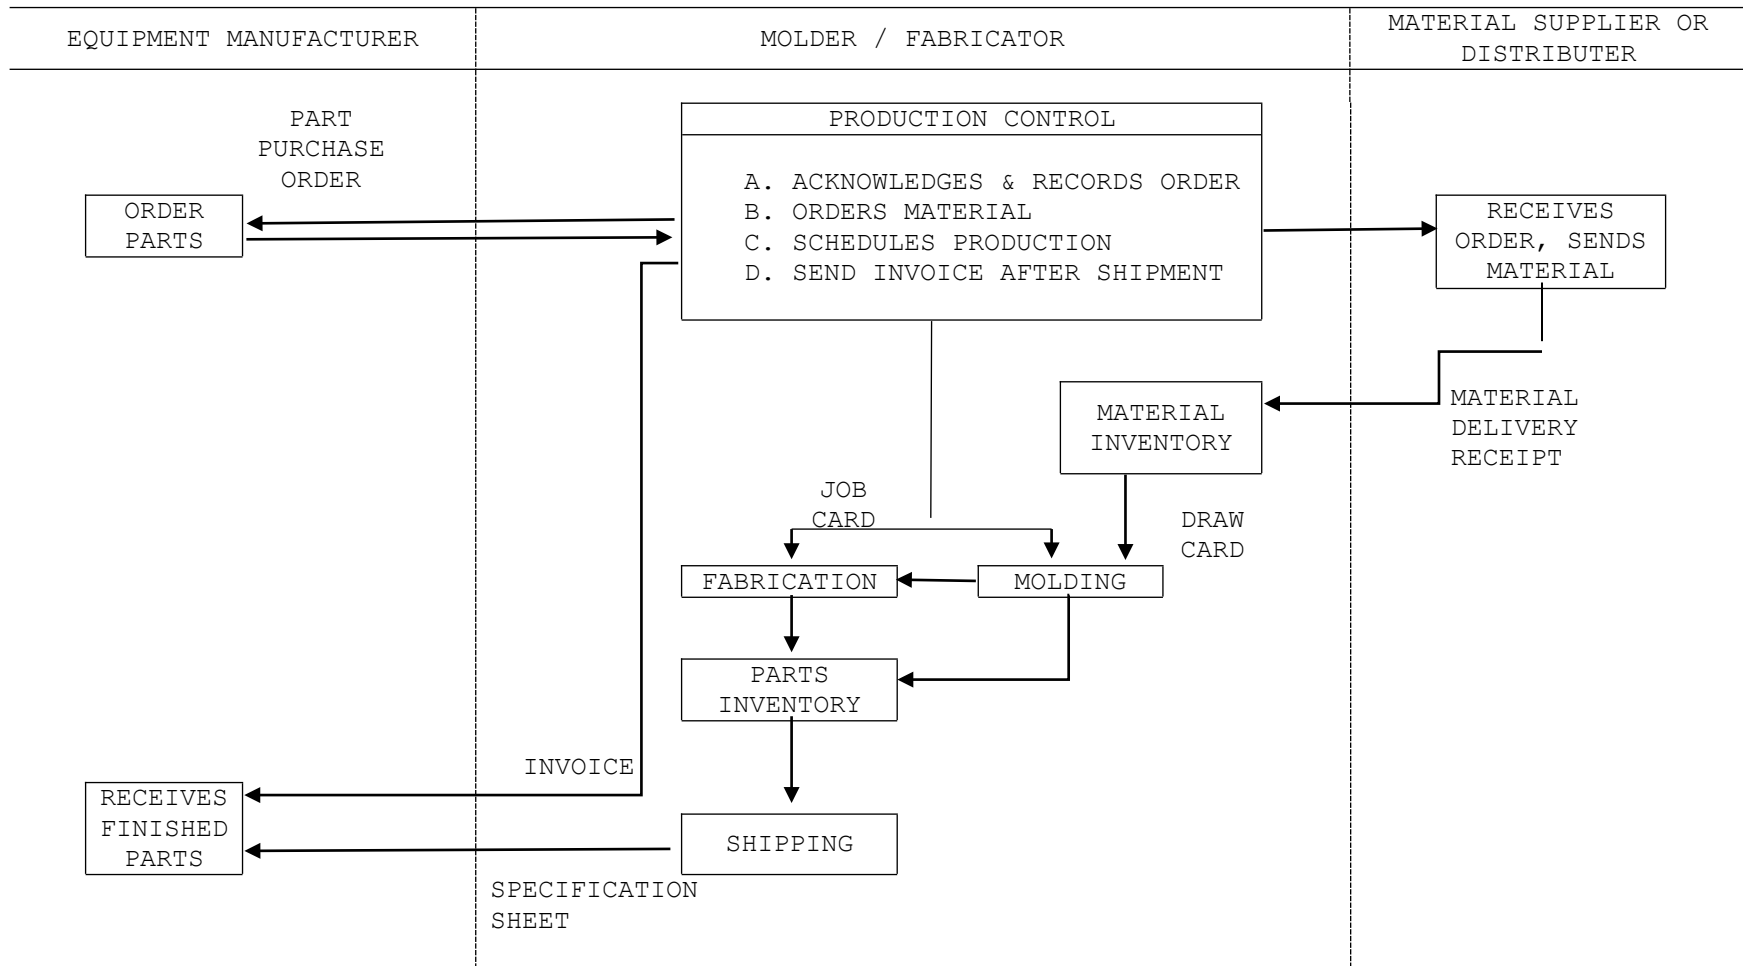 EQUIPMENT MANUFACTURER
MOLDER / FABRICATOR
MATERIAL SUPPLIER OR
DISTRIBUTER
PART
PURCHASE
ORDER
ORDER
PARTS
PRODUCTION CONTROL
A. ACKNOWLEDGES & RECORDS ORDER
B. ORDERS MATERIAL
C. SCHEDULES PRODUCTION
D. SEND INVOICE AFTER SHIPMENT
RECEIVES
ORDER, SENDS
MATERIAL
MATERIAL
INVENTORY
MATERIAL
DELIVERY
RECEIPT
JOB
CARD
DRAW
CARD
FABRICATION
MOLDING
PARTS
INVENTORY
INVOICE
RECEIVES
FINISHED
PARTS
SHIPPING
SPECIFICATION
SHEET